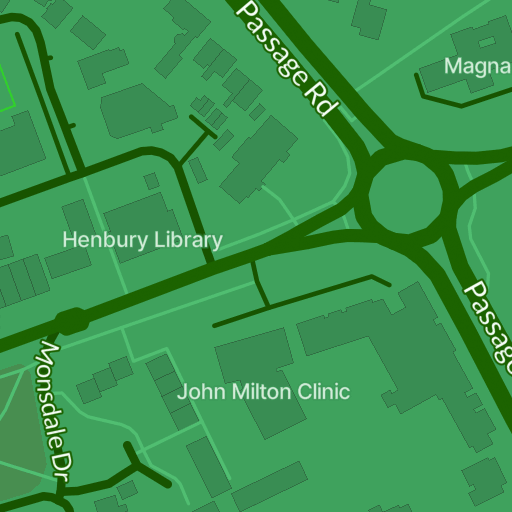 Passage Rd
Magna
Henbury Library
Passage
Monsdale Dr
John Milton Clinic